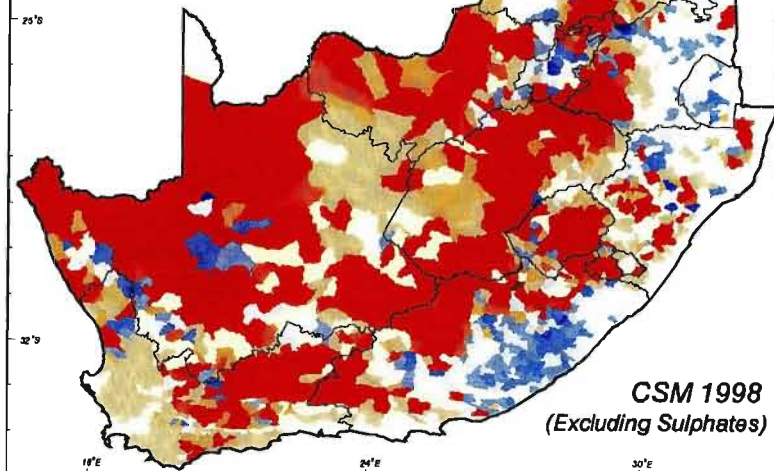 25°S
32°S
CSM 1998
(Excluding Sulphates)
18°E
24°E
30°E